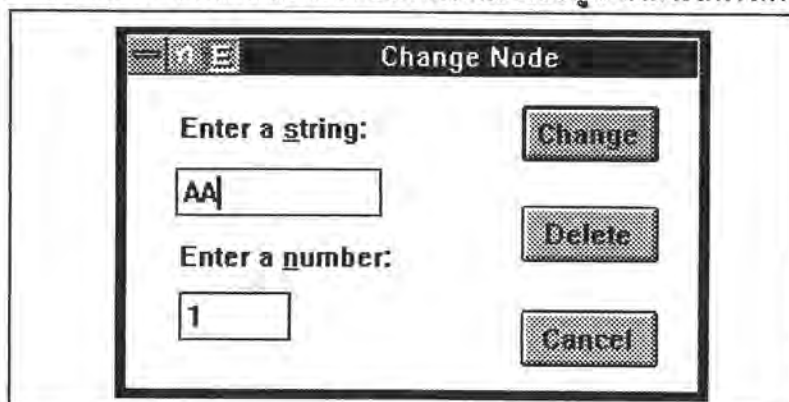 Change Node
Enter a string:
Change
AA
Delete
Enter a number:
1
Cancel